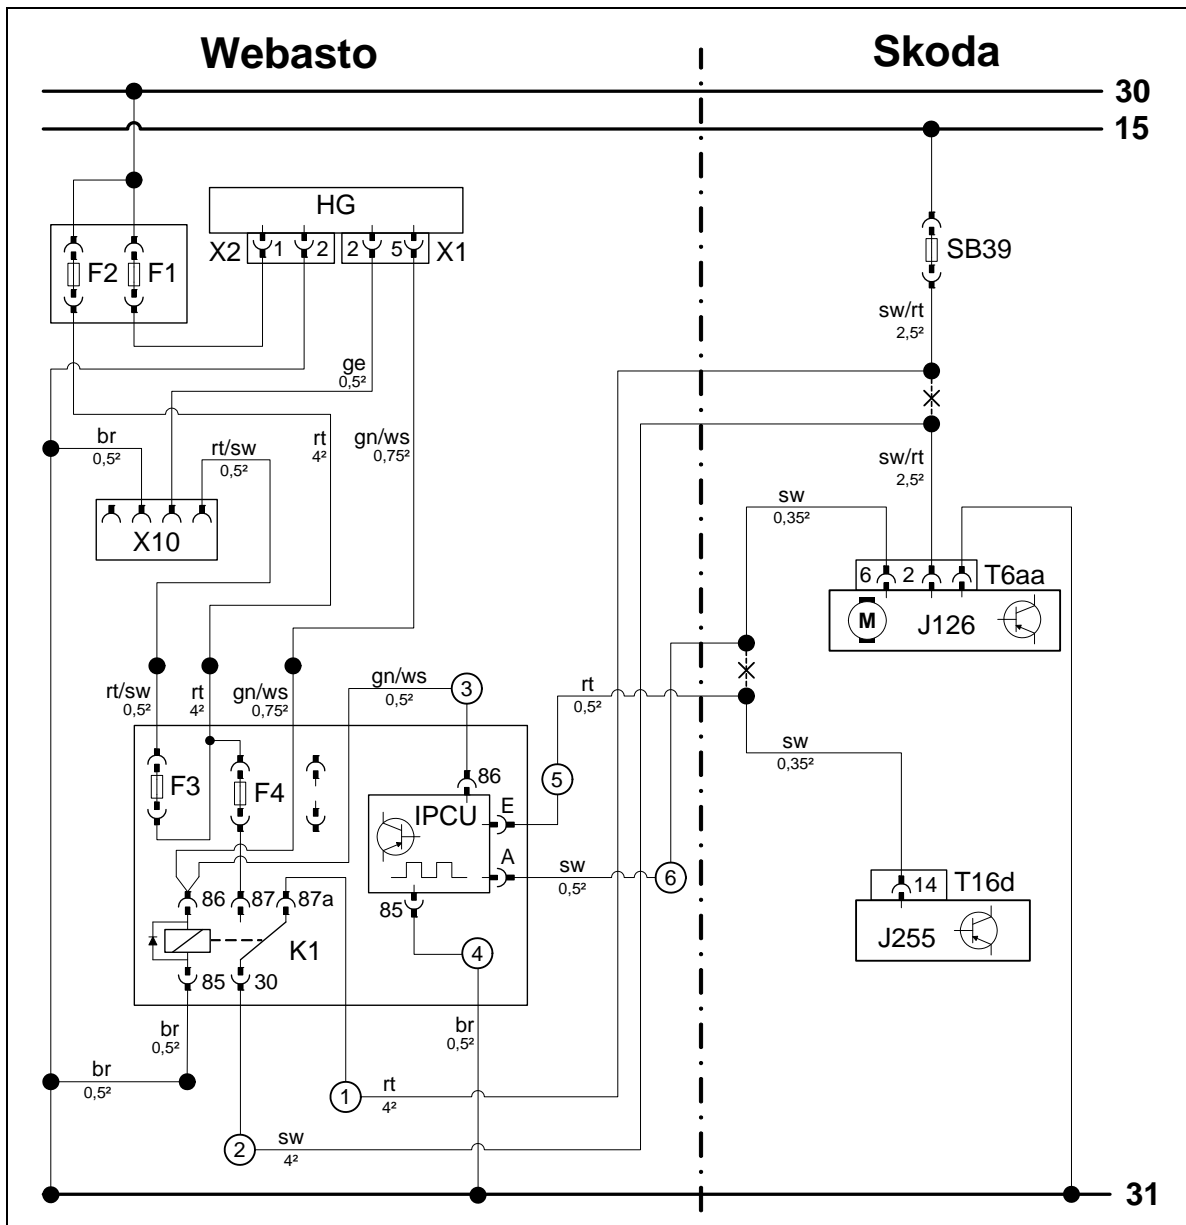 Webasto Skoda
30
15
HG
X2 1 2 2 5 X1
F2 F1
SB39
sw/rt
2,5²
ge
0,5²
br
0,5²
rt/sw
0,5²
rt
4²
gn/ws
0,75²
sw/rt
2,5²
sw
0,35²
X10
6 2 T6aa
M J126
rt/sw
0,5²
rt
4²
gn/ws
0,75²
gn/ws
0,5²
3
rt
0,5²
sw
0,35²
F3 F4
86
5
IPCU
E
A
sw
0,5²
6
14 T16d
86 87 87a
85
J255
K1
4
85 30
br
0,5²
br
0,5²
br
0,5²
1
rt
4²
2
sw
4²
31